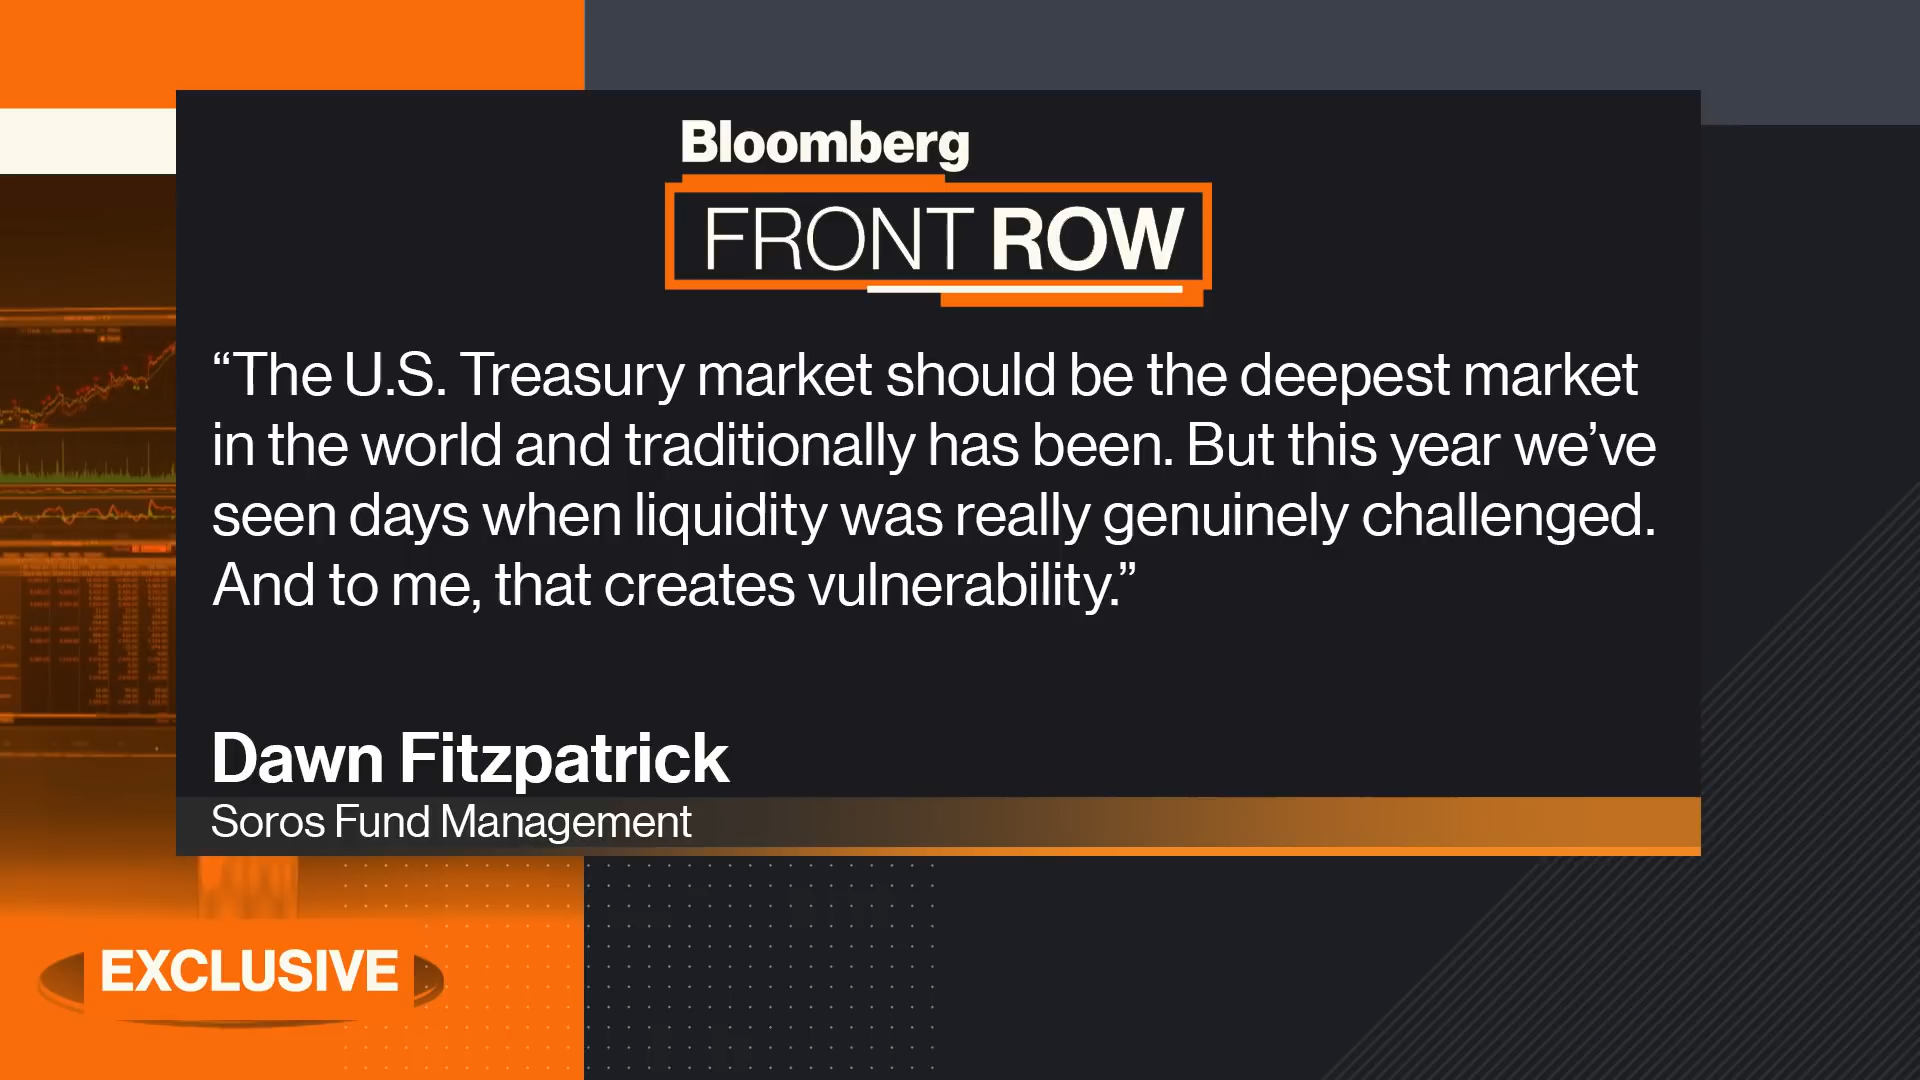 Bloomberg
FRONT ROW
“The U.S. Treasury market should be the deepest market
in the world and traditionally has been. But this year we’ve
seen days when liquidity was really genuinely challenged.
And to me, that creates vulnerability.”
Dawn Fitzpatrick
Soros Fund Management
EXCLUSIVE